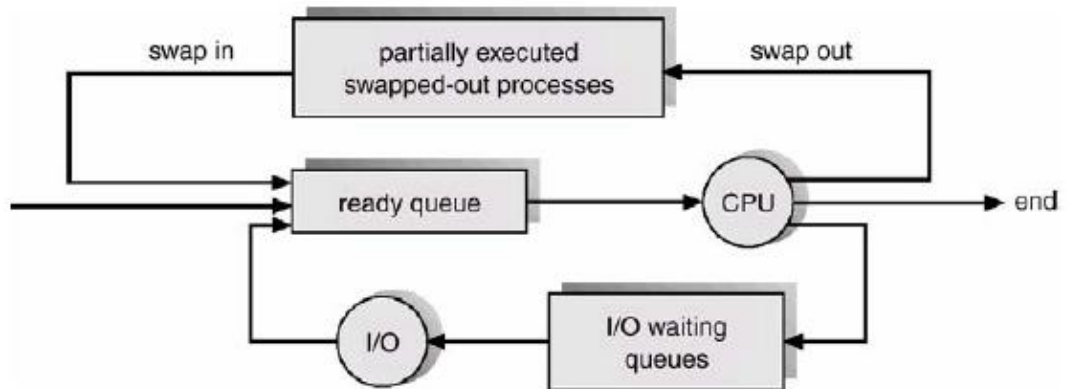 swap in
partially executed
swapped-out processes
swap out
ready queue
CPU
end
I/O
I/O waiting
queues